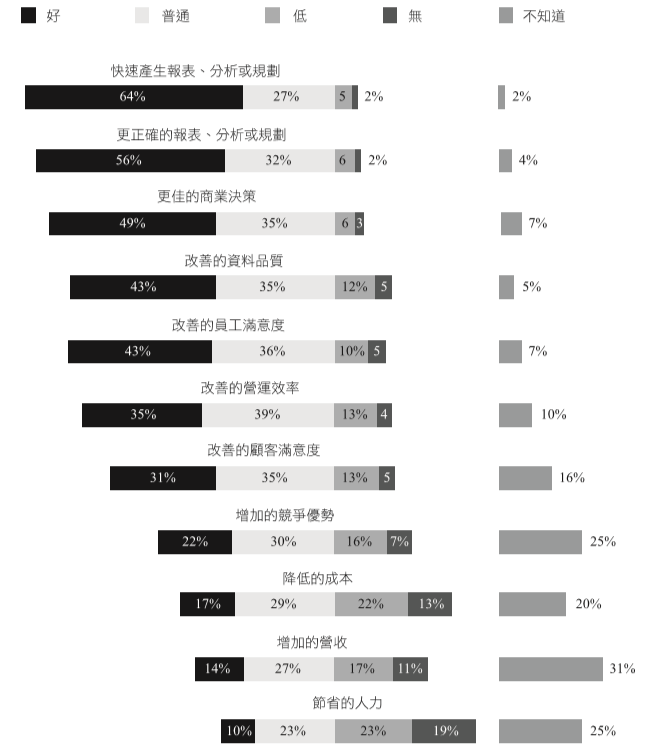 好 普通 低 無 不知道
快速產生報表、分析或規劃
64% 27% 5 2% 2%
更正確的報表、分析或規劃
56% 32% 6 2% 4%
更佳的商業決策
49% 35% 6 3 7%
改善的資料品質
43% 35% 12% 5 5%
改善的員工滿意度
43% 36% 10% 5 7%
改善的營運效率
35% 39% 13% 4 10%
改善的顧客滿意度
31% 35% 13% 5 16%
增加的競爭優勢
22% 30% 16% 7% 25%
降低的成本
17% 29% 22% 13% 20%
增加的營收
14% 27% 17% 11% 31%
節省的人力
10% 23% 23% 19% 25%